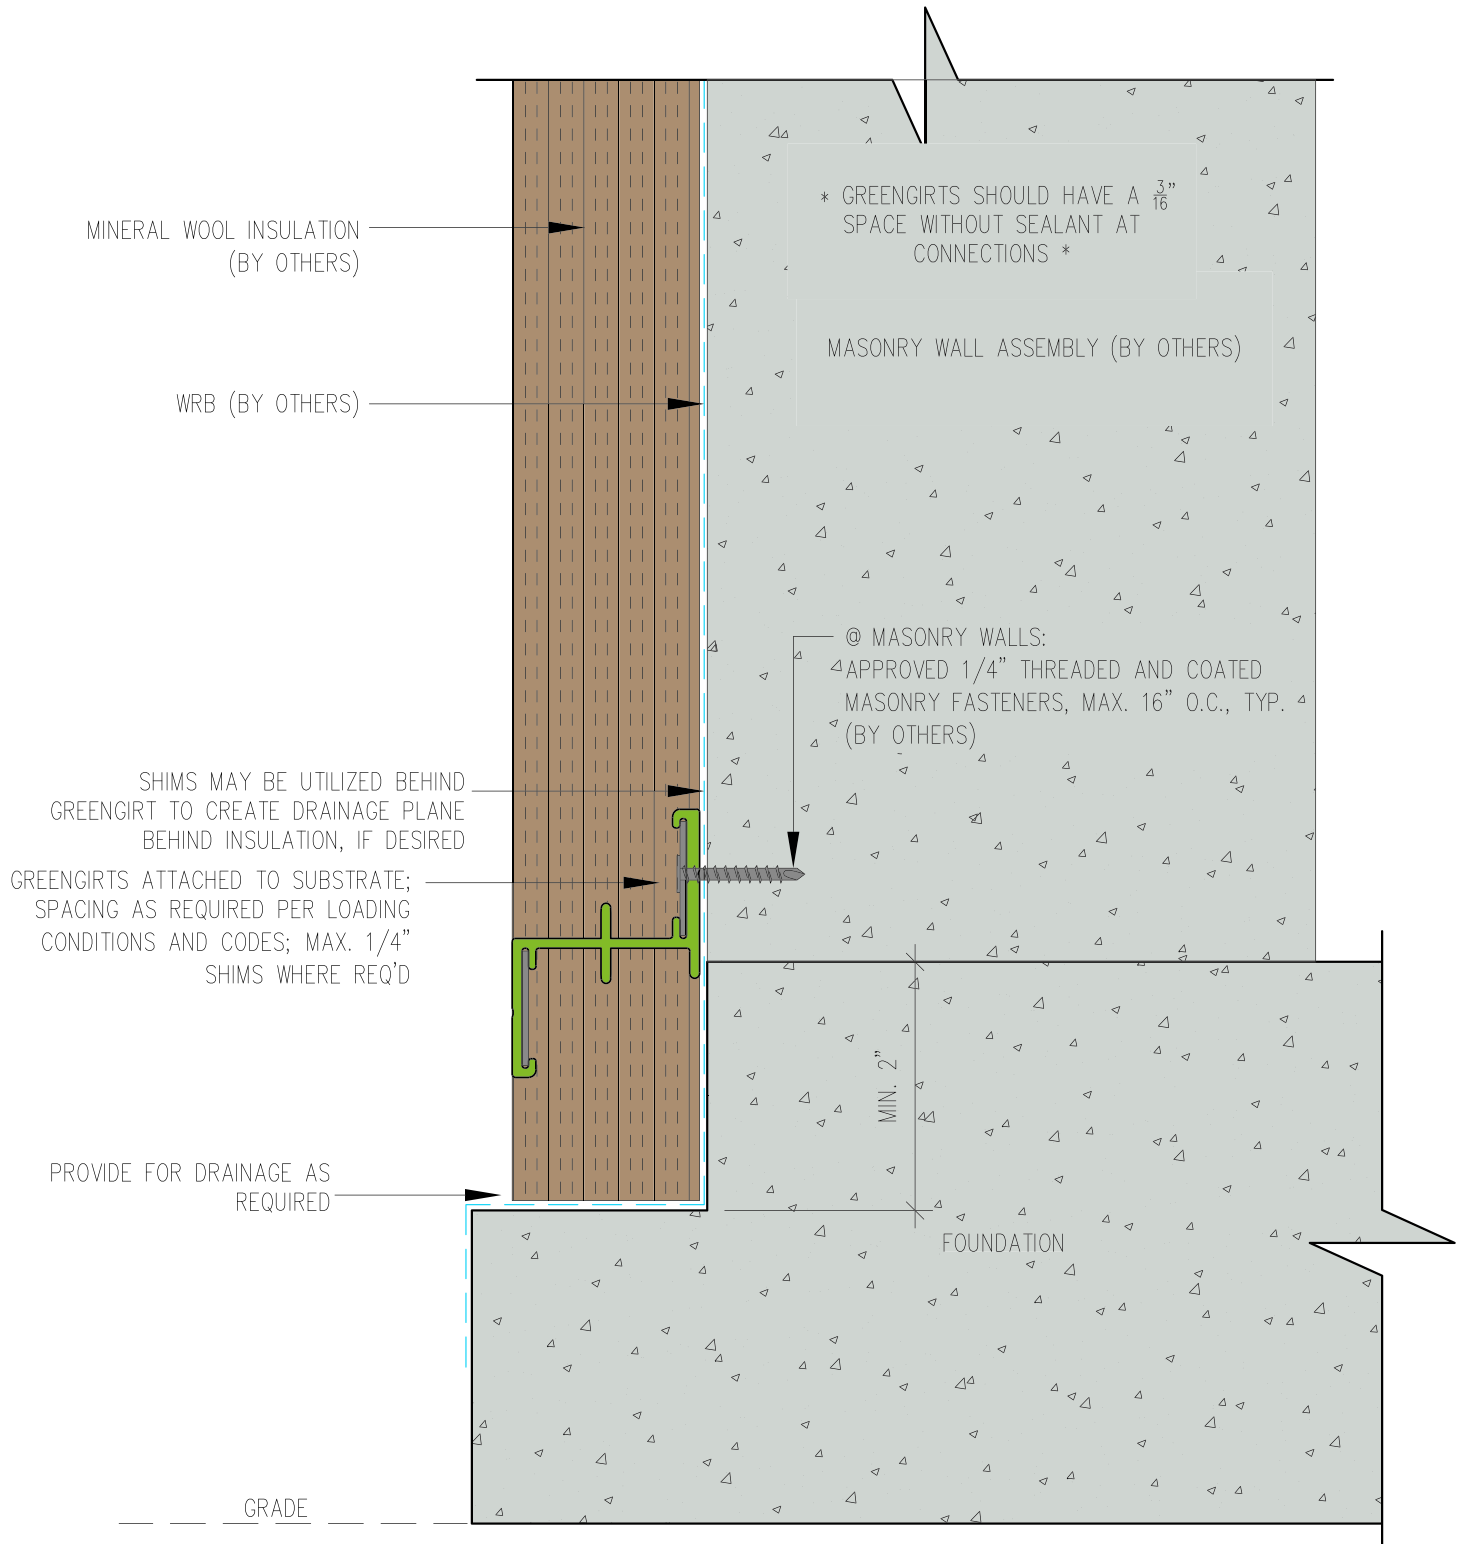 * GREENGIRTS SHOULD HAVE A 3/16"
SPACE WITHOUT SEALANT AT
CONNECTIONS *
MINERAL WOOL INSULATION
(BY OTHERS)
MASONRY WALL ASSEMBLY (BY OTHERS)
WRB (BY OTHERS)
@ MASONRY WALLS:
APPROVED 1/4" THREADED AND COATED
MASONRY FASTENERS, MAX. 16" O.C., TYP.
(BY OTHERS)
SHIMS MAY BE UTILIZED BEHIND
GREENGIRT TO CREATE DRAINAGE PLANE
BEHIND INSULATION, IF DESIRED
GREENGIRTS ATTACHED TO SUBSTRATE;
SPACING AS REQUIRED PER LOADING
CONDITIONS AND CODES; MAX. 1/4"
SHIMS WHERE REQ'D
MIN. 2"
PROVIDE FOR DRAINAGE AS
REQUIRED
FOUNDATION
GRADE